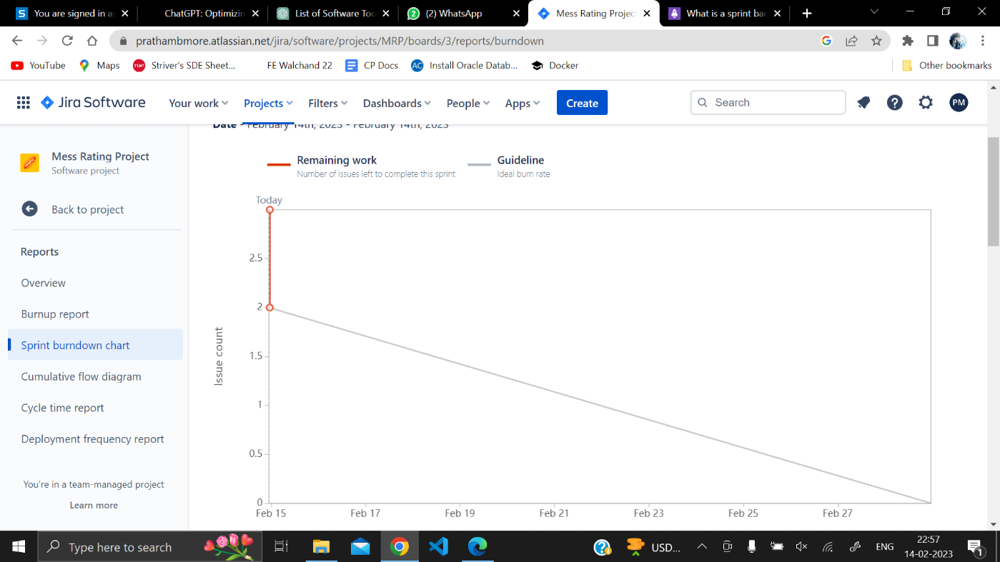 You are signed in a
ChatGPT: Optimizin
List of Software Too
(2) WhatsApp
Mess Rating Project
What is a sprint bac
prathambmore.atlassian.net/jira/software/projects/MRP/boards/3/reports/burndown
YouTube
Maps
Striver's SDE Sheet...
FE Walchand 22
CP Docs
Install Oracle Datab...
Docker
Other bookmarks
Jira Software
Your work
Projects
Filters
Dashboards
People
Apps
Create
Search
PM
Date - February 14th, 2023 - February 14th, 2023
Mess Rating Project
Software project
Back to project
Reports
Overview
Burnup report
Sprint burndown chart
Cumulative flow diagram
Cycle time report
Deployment frequency report
You're in a team-managed project
Learn more
Remaining work
Number of issues left to complete this sprint
Guideline
Ideal burn rate
Today
2.5
2
1.5
1
0.5
0
Issue count
Feb 15
Feb 17
Feb 19
Feb 21
Feb 23
Feb 25
Feb 27
Type here to search
USD...
ENG
22:57
14-02-2023
1